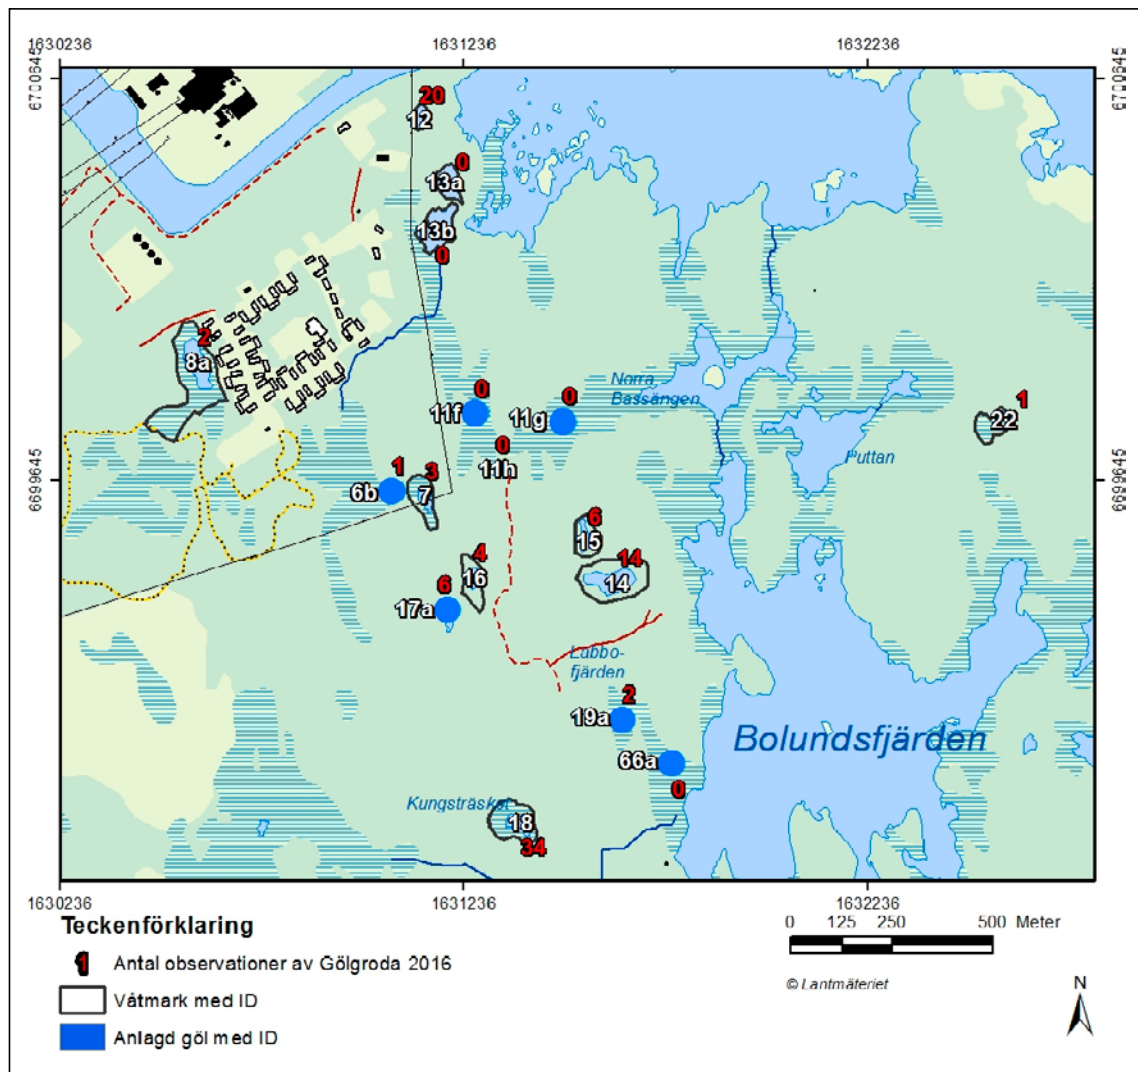 1630236
1631236
1632236
6700645
6700645
20
12
0
13a
13b
0
2
8a
Norra
Bassängen
0
11f
0
11g
0
11h
1
22
Puttan
6699645
6699645
1
6b
3
7
6
15
14
14
4
16
6
17a
Labbo-
fjärden
2
19a
66a
0
Bolundsfjärden
Kungsträsket
18
34
1630236
1631236
1632236
Teckenförklaring
1 Antal observationer av Gölgroda 2016
Våtmark med ID
Anlagd göl med ID
0 125 250 500 Meter
© Lantmäteriet
N